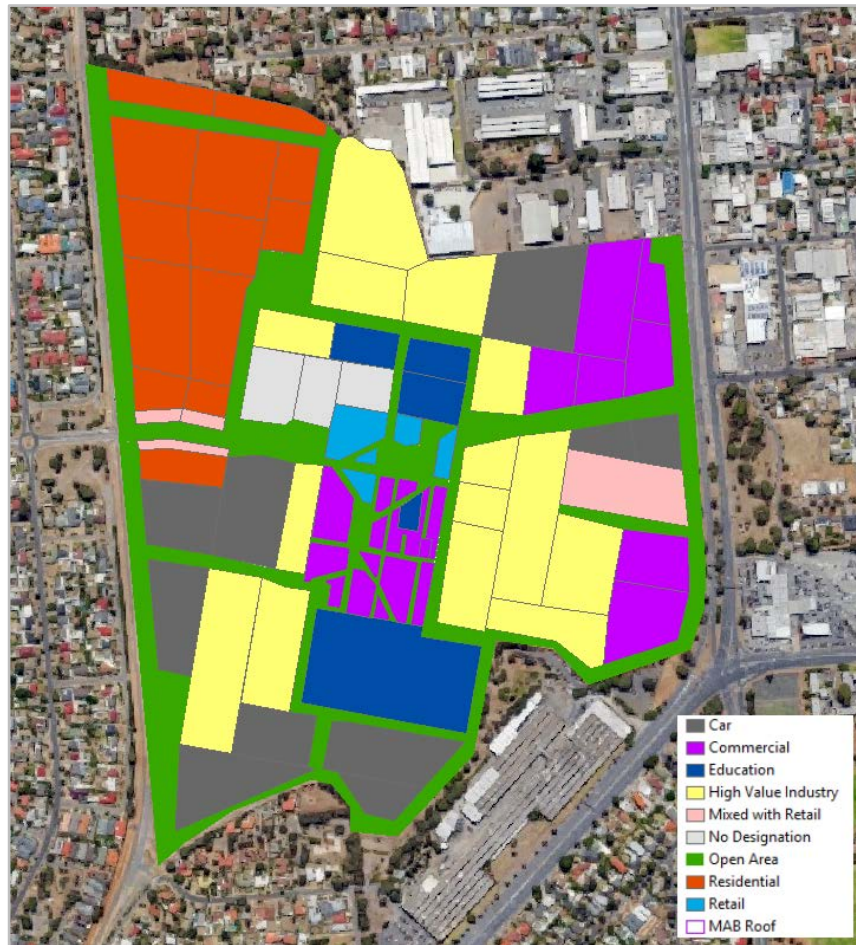 Car
Commercial
Education
High Value Industry
Mixed with Retail
No Designation
Open Area
Residential
Retail
MAB Roof